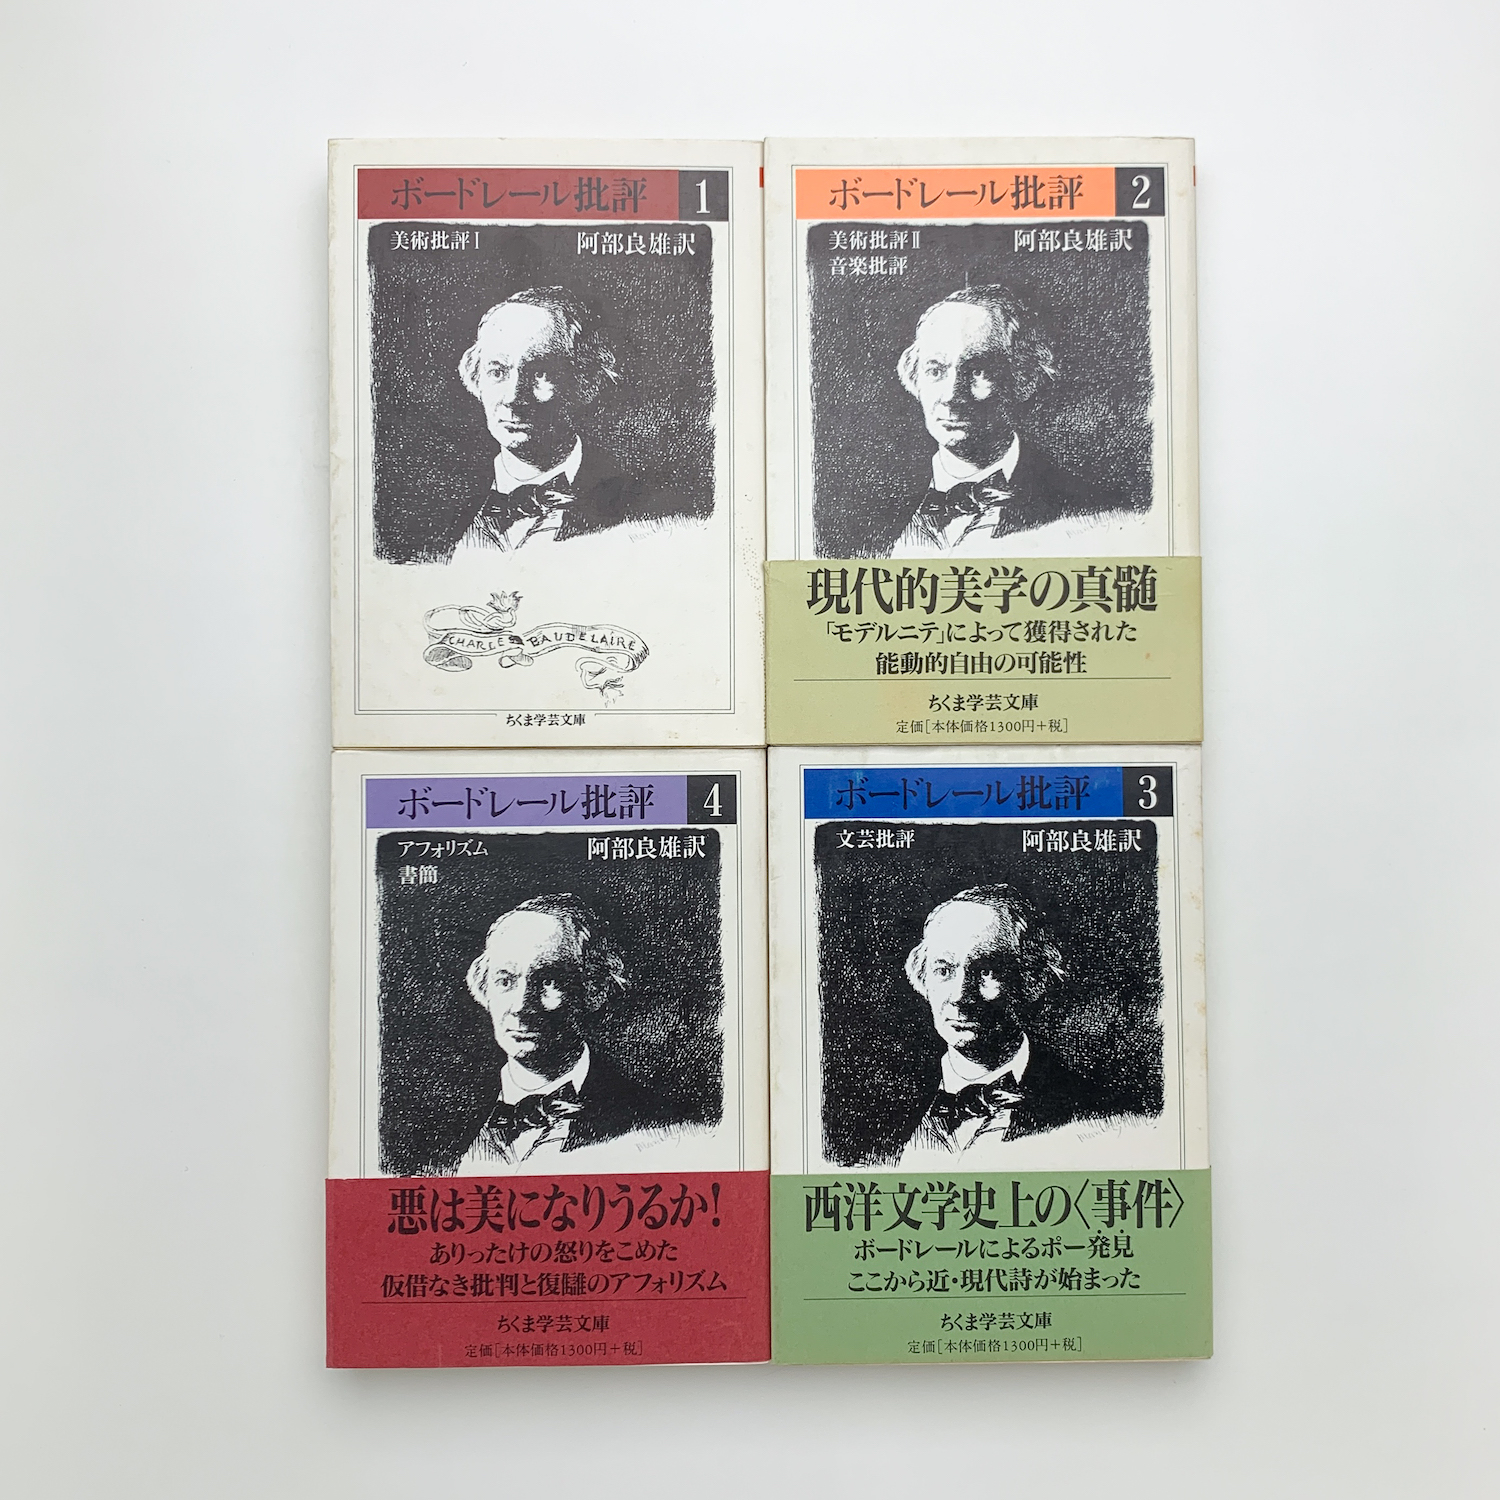 ボードレール批評 1
美術批評 I 阿部良雄訳
CHARLES BAUDELAIRE
ちくま学芸文庫
ボードレール批評 2
美術批評 II 阿部良雄訳
音楽批評
現代的美学の真髄
「モデルニテ」によって獲得された
能動的自由の可能性
ちくま学芸文庫
定価[本体価格1300円+税]
ボードレール批評 4
アフォリズム 阿部良雄訳
書簡
悪は美になりうるか!
ありったけの怒りをこめた
仮借なき批判と復讎のアフォリズム
ちくま学芸文庫
定価[本体価格1300円+税]
ボードレール批評 3
文芸批評 阿部良雄訳
西洋文学史上の〈事件〉
ボードレールによるポー発見
ここから近・現代詩が始まった
ちくま学芸文庫
定価[本体価格1300円+税]